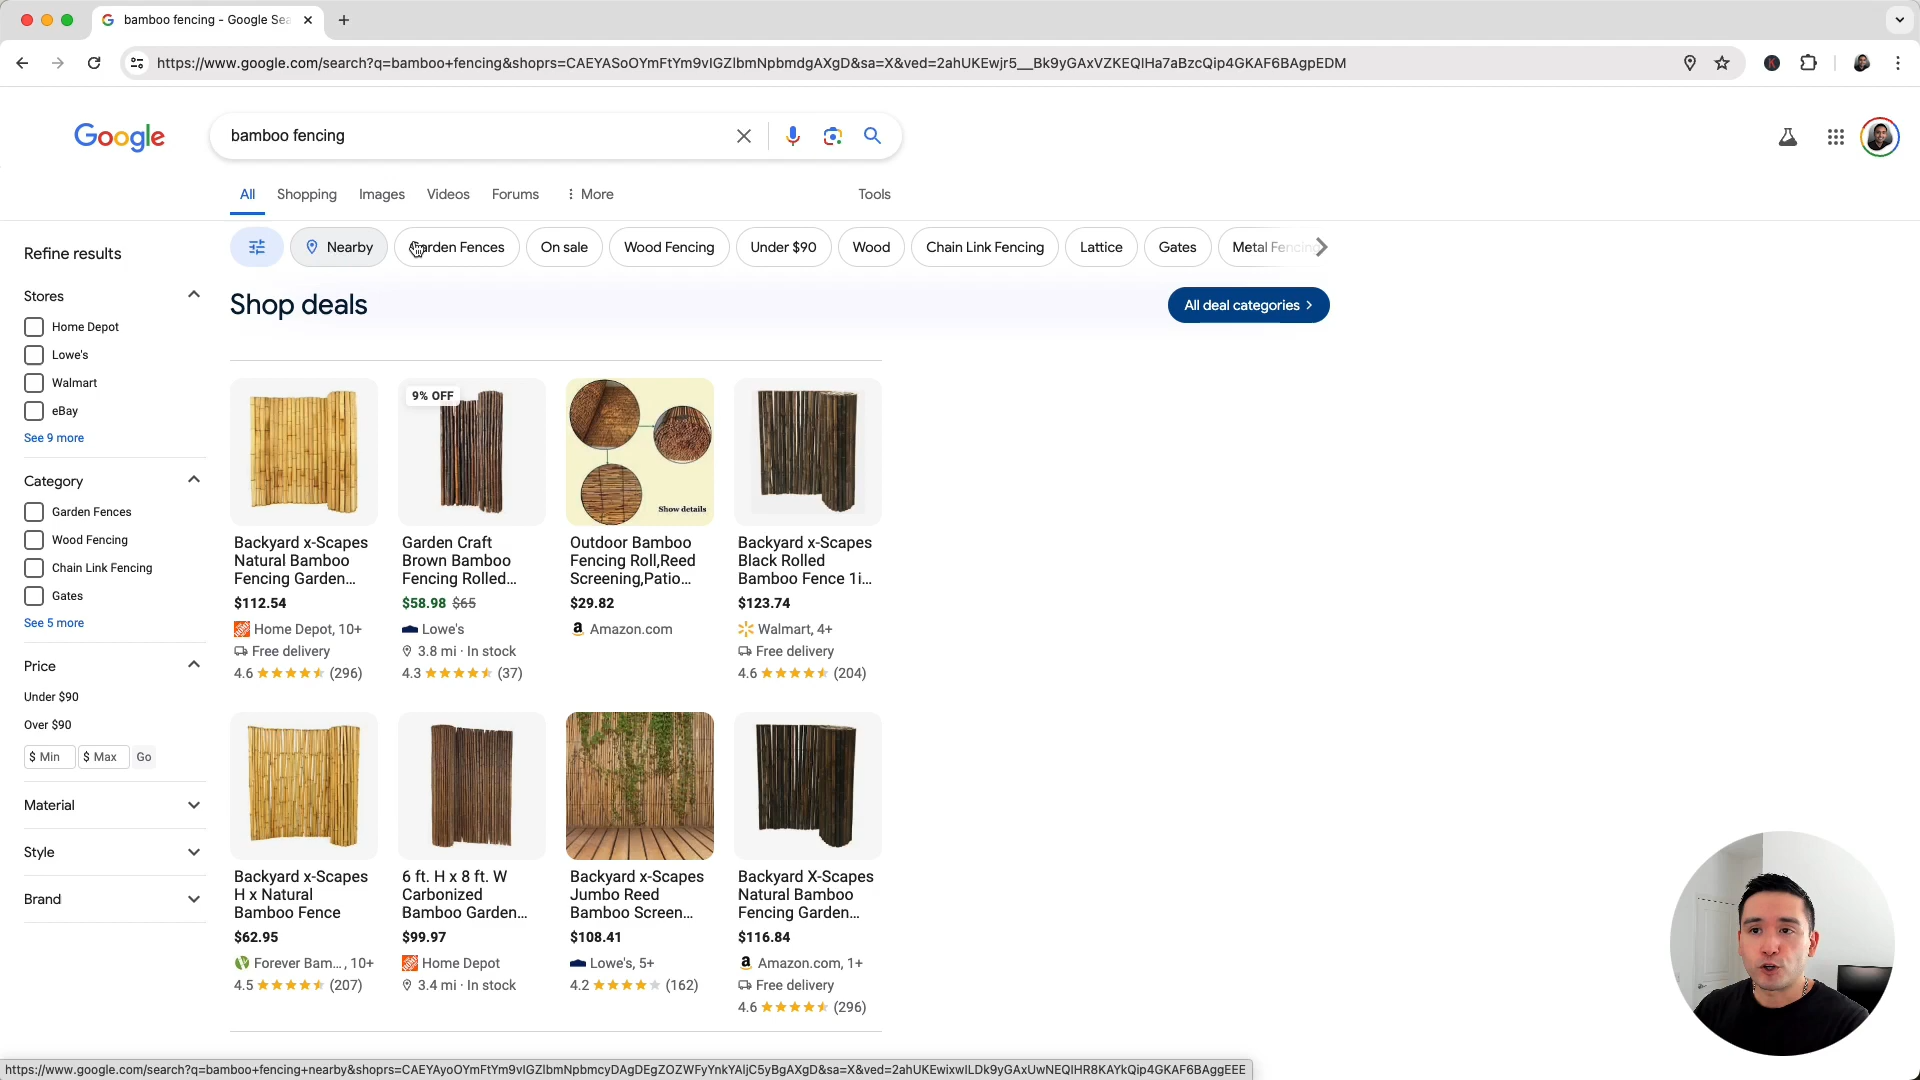 bamboo fencing - Google Sea
https://www.google.com/search?q=bamboo+fencing&shoprs=CAEYASoOYmFtYm9vIGZlbmNpbmdgAXgD&sa=X&ved=2ahUKEwjr5__Bk9yGAxVZKEQIHa7aBzcQip4GKAF6BAgpEDM
Google
bamboo fencing
All Shopping Images Videos Forums More Tools
Nearby Garden Fences On sale Wood Fencing Under $90 Wood Chain Link Fencing Lattice Gates Metal Fencing
Refine results
Stores
Home Depot
Lowe's
Walmart
eBay
See 9 more
Category
Garden Fences
Wood Fencing
Chain Link Fencing
Gates
See 5 more
Price
Under $90
Over $90
$ Min $ Max Go
Material
Style
Brand
Shop deals
All deal categories
Backyard x-Scapes
Natural Bamboo
Fencing Garden...
$112.54
Home Depot, 10+
Free delivery
4.6 (296)
9% OFF
Garden Craft
Brown Bamboo
Fencing Rolled...
$58.98 $65
Lowe's
3.8 mi · In stock
4.3 (37)
Show details
Outdoor Bamboo
Fencing Roll,Reed
Screening,Patio...
$29.82
Amazon.com
Backyard x-Scapes
Black Rolled
Bamboo Fence 1i...
$123.74
Walmart, 4+
Free delivery
4.6 (204)
Backyard x-Scapes
H x Natural
Bamboo Fence
$62.95
Forever Bam..., 10+
4.5 (207)
6 ft. H x 8 ft. W
Carbonized
Bamboo Garden...
$99.97
Home Depot
3.4 mi · In stock
Backyard x-Scapes
Jumbo Reed
Bamboo Screen...
$108.41
Lowe's, 5+
4.2 (162)
Backyard X-Scapes
Natural Bamboo
Fencing Garden...
$116.84
Amazon.com, 1+
Free delivery
4.6 (296)
https://www.google.com/search?q=bamboo+fencing+nearby&shoprs=CAEYAyoOYmFtYm9vIGZlbmNpbmcyDAgDEgZOZWFyYnkYAljC5yBgAXgD&sa=X&ved=2ahUKEwixwILDk9yGAxUwNEQIHR8KAYkQip4GKAF6BAggEEE